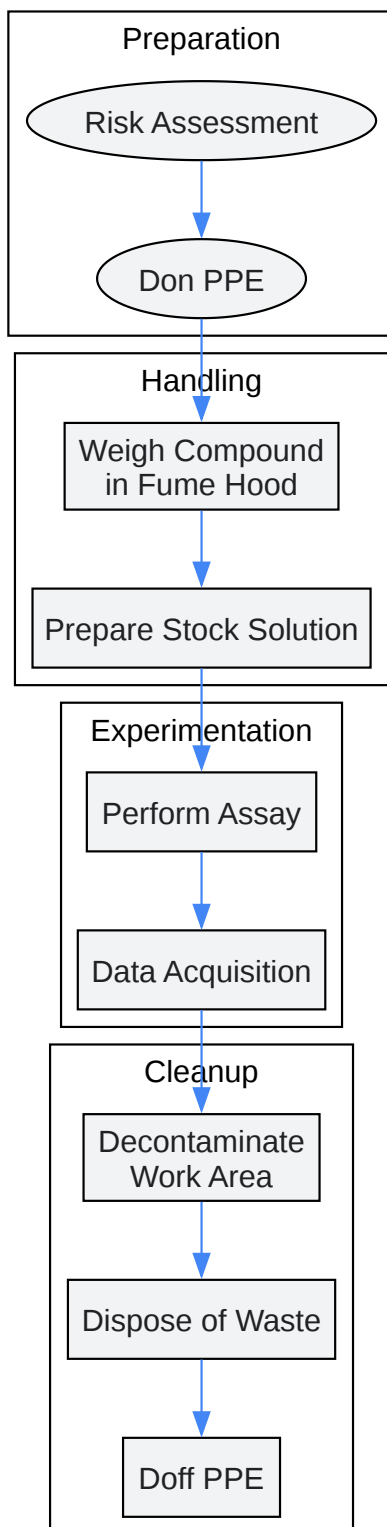 Preparation
Risk Assessment
Don PPE
Handling
Weigh Compound
in Fume Hood
Prepare Stock Solution
Experimentation
Perform Assay
Data Acquisition
Cleanup
Decontaminate
Work Area
Dispose of Waste
Doff PPE